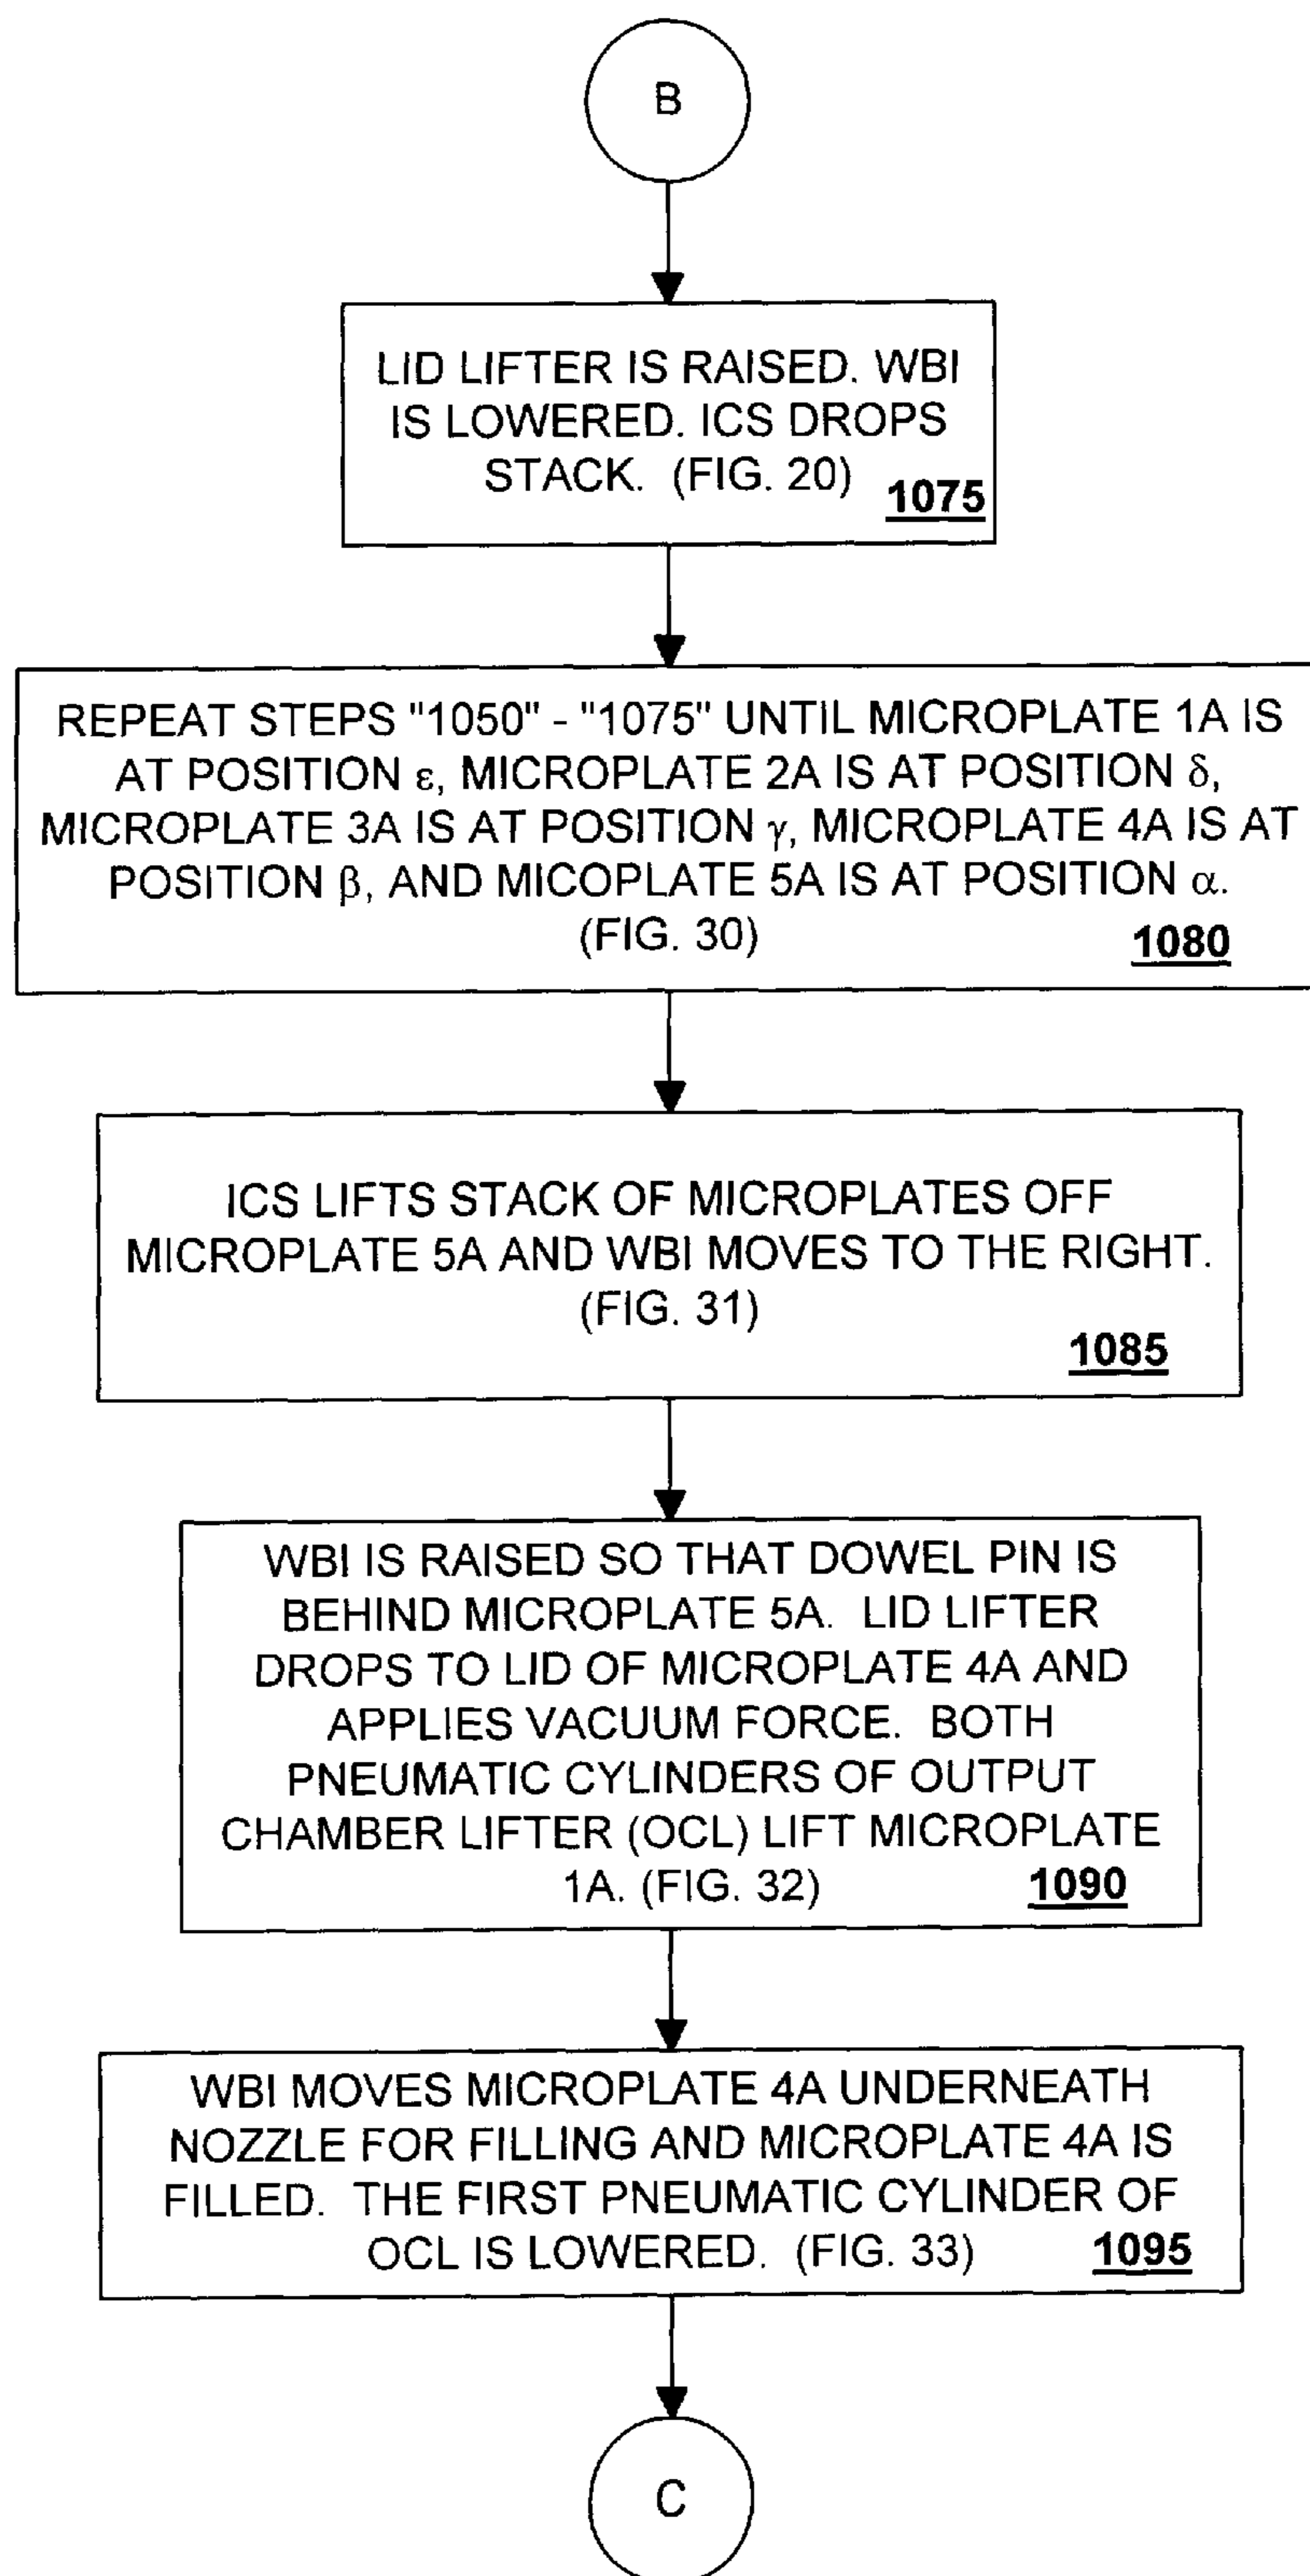 B
LID LIFTER IS RAISED. WBI
IS LOWERED. ICS DROPS
STACK. (FIG. 20)
1075
REPEAT STEPS "1050" - "1075" UNTIL MICROPLATE 1A IS
AT POSITION ε, MICROPLATE 2A IS AT POSITION δ,
MICROPLATE 3A IS AT POSITION γ, MICROPLATE 4A IS AT
POSITION β, AND MICOPLATE 5A IS AT POSITION α.
(FIG. 30)
1080
ICS LIFTS STACK OF MICROPLATES OFF
MICROPLATE 5A AND WBI MOVES TO THE RIGHT.
(FIG. 31)
1085
WBI IS RAISED SO THAT DOWEL PIN IS
BEHIND MICROPLATE 5A. LID LIFTER
DROPS TO LID OF MICROPLATE 4A AND
APPLIES VACUUM FORCE. BOTH
PNEUMATIC CYLINDERS OF OUTPUT
CHAMBER LIFTER (OCL) LIFT MICROPLATE
1A. (FIG. 32)
1090
WBI MOVES MICROPLATE 4A UNDERNEATH
NOZZLE FOR FILLING AND MICROPLATE 4A IS
FILLED. THE FIRST PNEUMATIC CYLINDER OF
OCL IS LOWERED. (FIG. 33)
1095
C